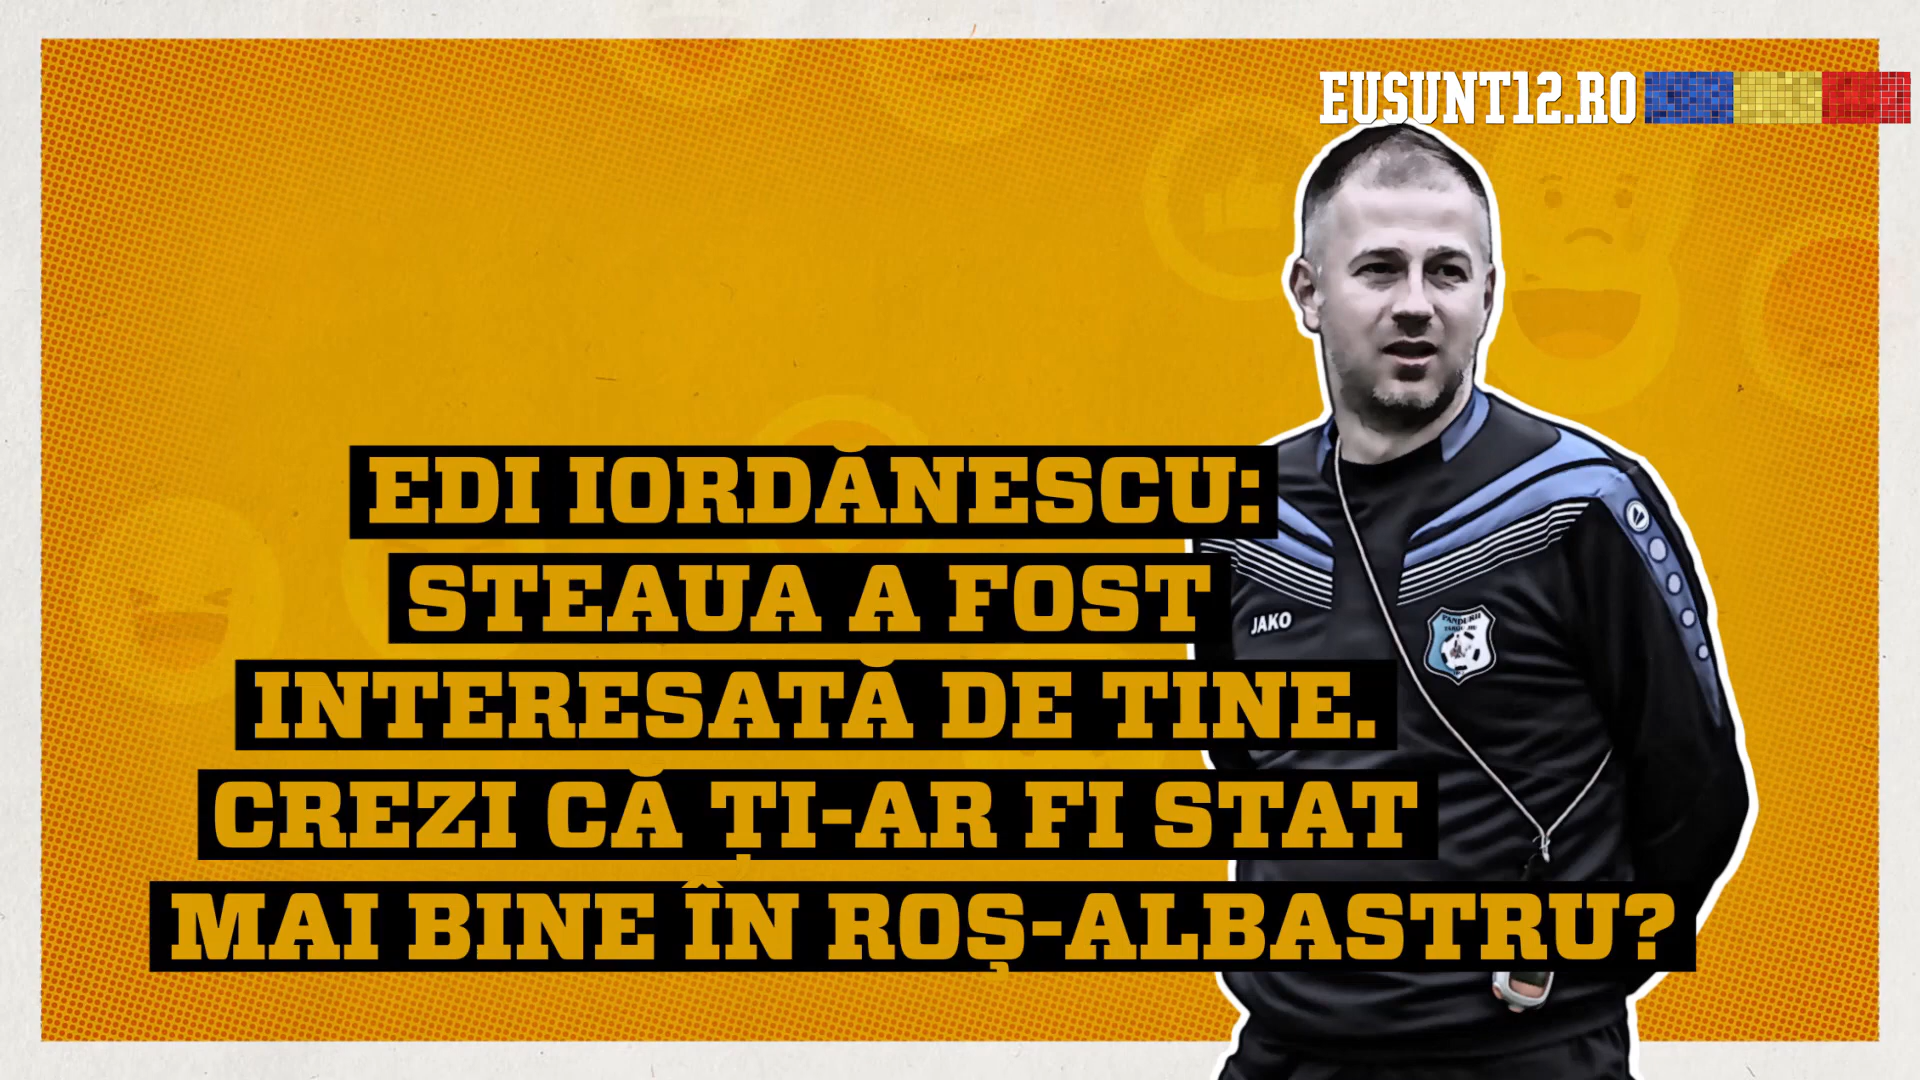 EUSUNT12.RO
EDI IORDĂNESCU:
STEAUA A FOST
INTERESATĂ DE TINE.
CREZI CĂ ȚI-AR FI STAT
MAI BINE ÎN ROȘ-ALBASTRU?
JAKO
PANDURII